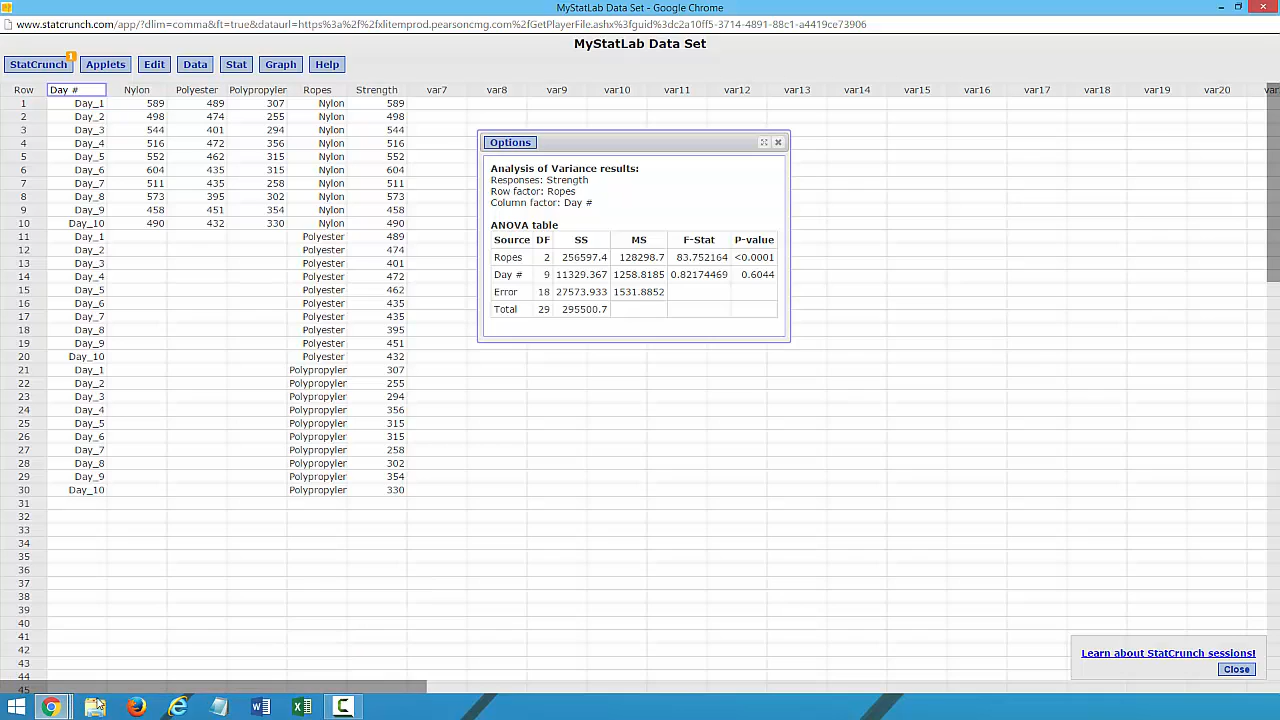 MyStatLab Data Set - Google Chrome
www.statcrunch.com/app/?dlim=comma&ft=true&dataurl=https%3a%2f%2fxlitemprod.pearsoncmg.com%2fGetPlayerFile.ashx%3fguid%3dc2a10ff5-3714-4891-88c1-a4419ce73906
MyStatLab Data Set
StatCrunch 1 Applets Edit Data Stat Graph Help
Row Day # Nylon Polyester Polypropyler Ropes Strength var7 var8 var9 var10 var11 var12 var13 var14 var15 var16 var17 var18 var19 var20
1 Day_1 589 489 307 Nylon 589
2 Day_2 498 474 255 Nylon 498
3 Day_3 544 401 294 Nylon 544
4 Day_4 516 472 356 Nylon 516
5 Day_5 552 462 315 Nylon 552
6 Day_6 604 435 315 Nylon 604
7 Day_7 511 435 258 Nylon 511
8 Day_8 573 395 302 Nylon 573
9 Day_9 458 451 354 Nylon 458
10 Day_10 490 432 330 Nylon 490
11 Day_1 Polyester 489
12 Day_2 Polyester 474
13 Day_3 Polyester 401
14 Day_4 Polyester 472
15 Day_5 Polyester 462
16 Day_6 Polyester 435
17 Day_7 Polyester 435
18 Day_8 Polyester 395
19 Day_9 Polyester 451
20 Day_10 Polyester 432
21 Day_1 Polypropyler 307
22 Day_2 Polypropyler 255
23 Day_3 Polypropyler 294
24 Day_4 Polypropyler 356
25 Day_5 Polypropyler 315
26 Day_6 Polypropyler 315
27 Day_7 Polypropyler 258
28 Day_8 Polypropyler 302
29 Day_9 Polypropyler 354
30 Day_10 Polypropyler 330
31
32
33
34
35
36
37
38
39
40
41
42
43
44
45
Options
Analysis of Variance results:
Responses: Strength
Row factor: Ropes
Column factor: Day #
ANOVA table
Source DF SS MS F-Stat P-value
Ropes 2 256597.4 128298.7 83.752164 <0.0001
Day # 9 11329.367 1258.8185 0.82174469 0.6044
Error 18 27573.933 1531.8852
Total 29 295500.7
Learn about StatCrunch sessions!
Close